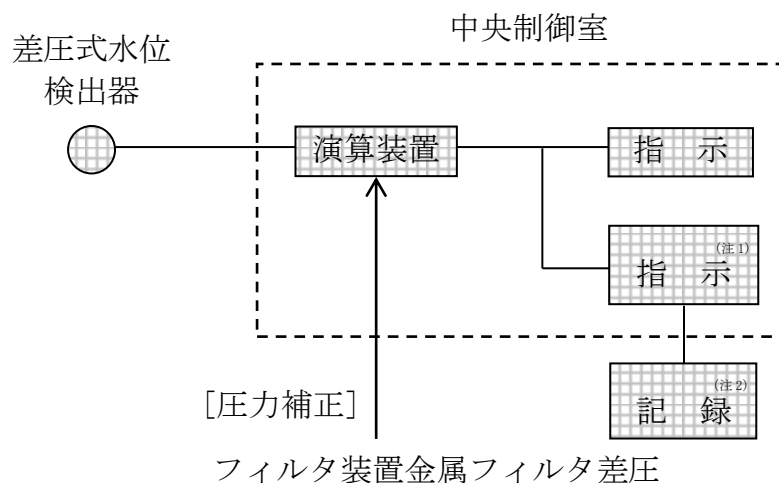 中央制御室
差圧式水位
検出器
演算装置
指 示
(注1)
指 示
(注2)
記 録
[圧力補正]
フィルタ装置金属フィルタ差圧